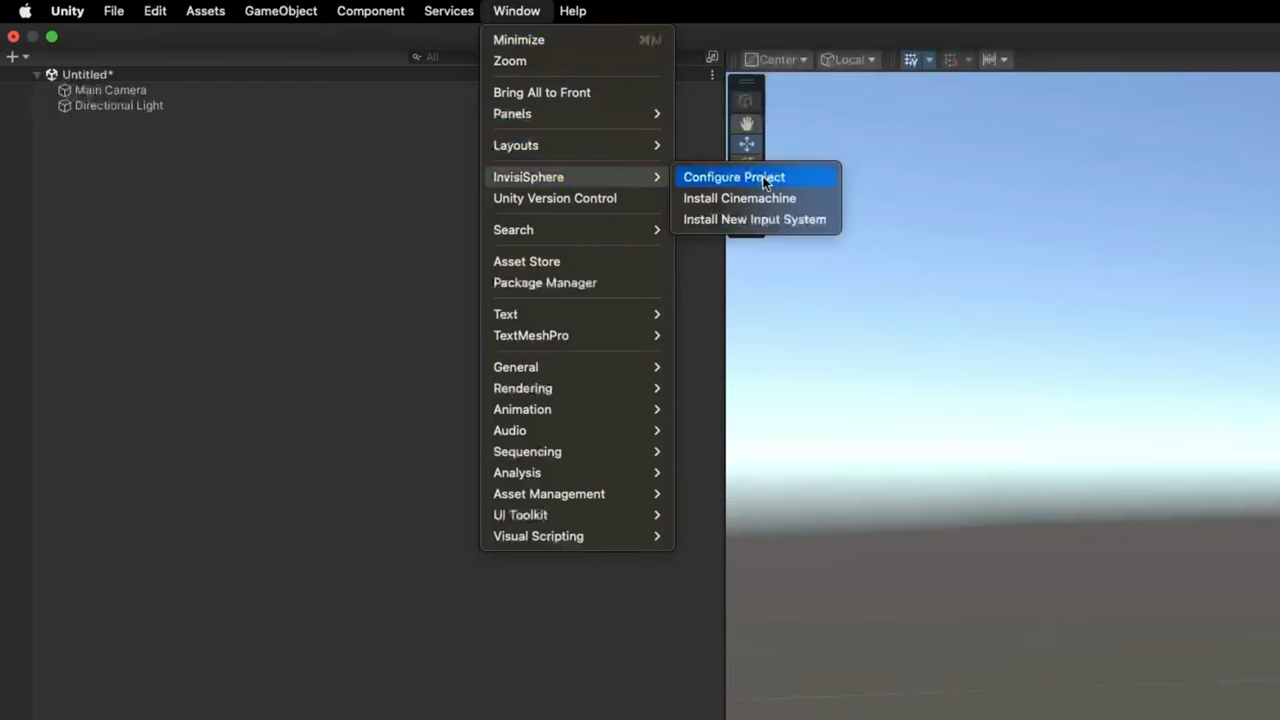 Unity File Edit Assets GameObject Component Services Window Help
All
Center Local
Untitled*
Main Camera
Directional Light
Minimize ⌘M
Zoom
Bring All to Front
Panels
Layouts
InvisiSphere
Unity Version Control
Search
Asset Store
Package Manager
Text
TextMeshPro
General
Rendering
Animation
Audio
Sequencing
Analysis
Asset Management
UI Toolkit
Visual Scripting
Configure Project
Install Cinemachine
Install New Input System